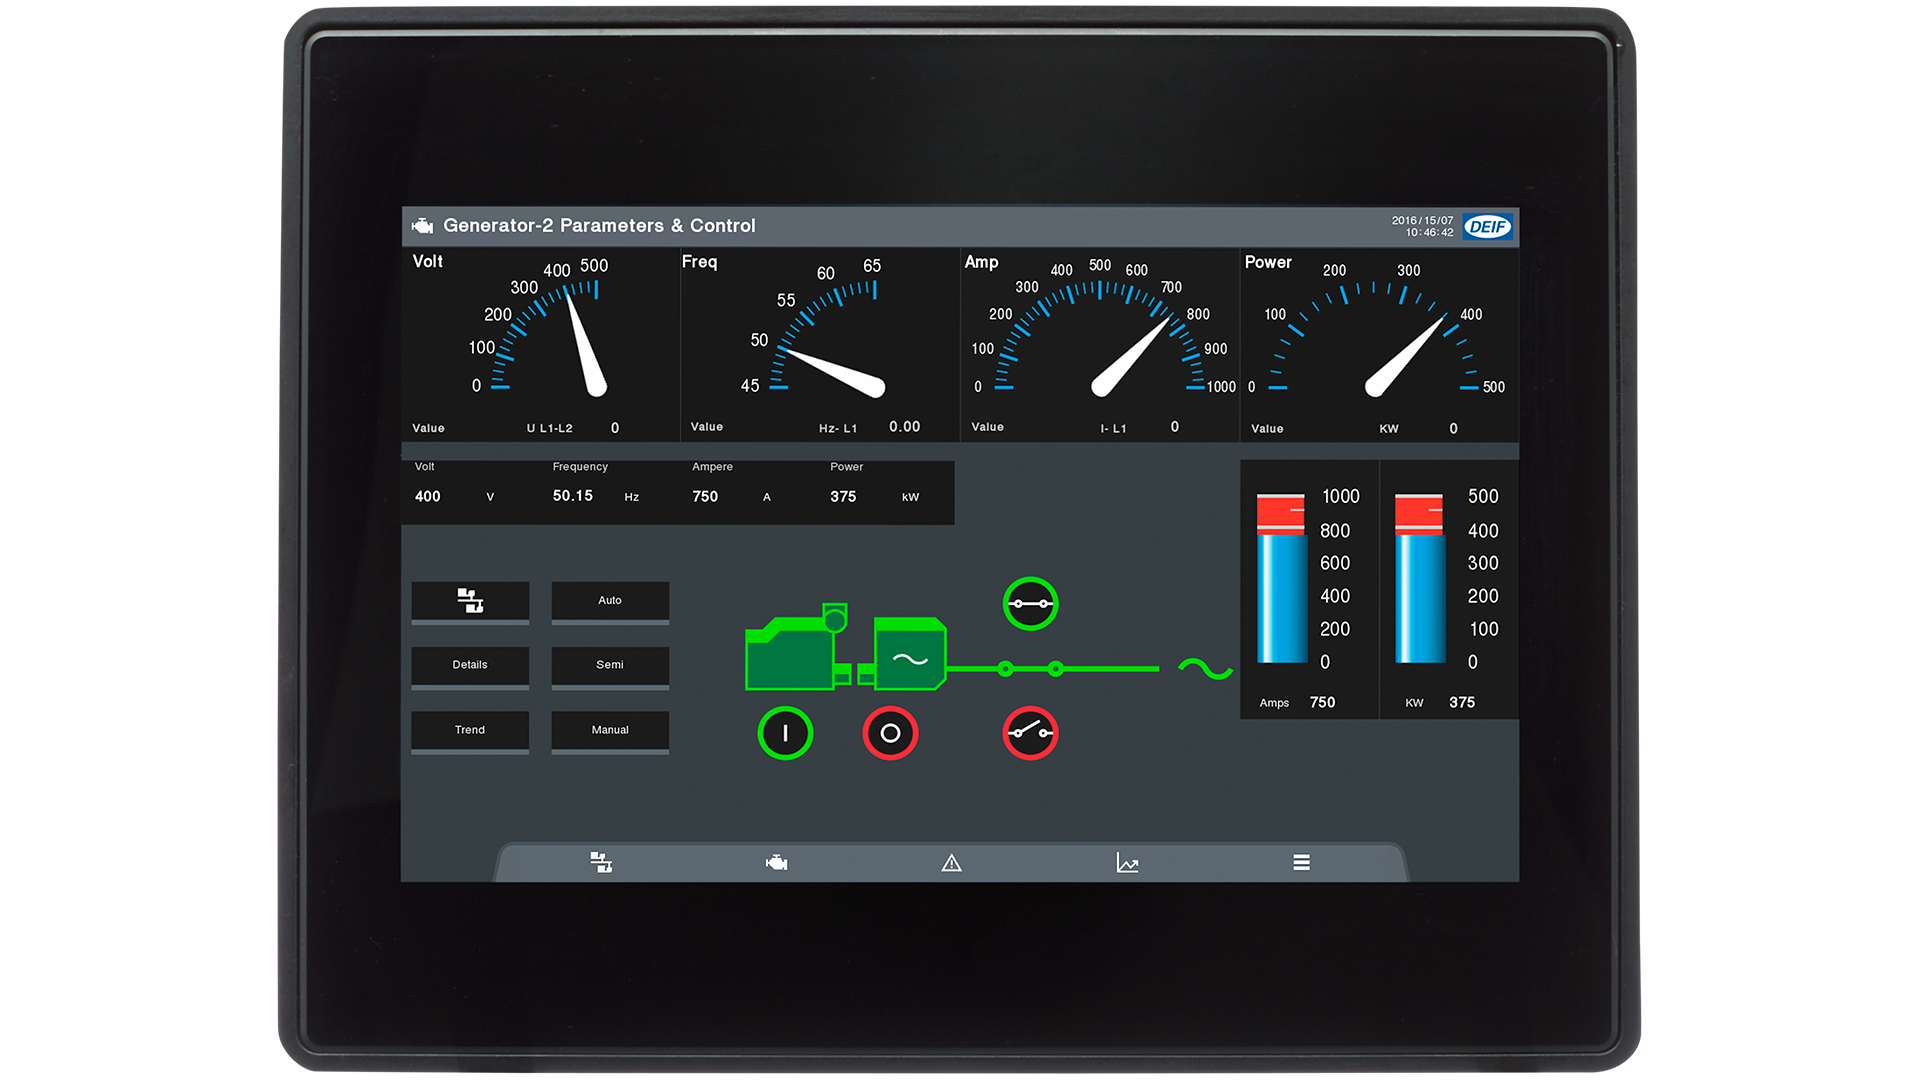 Generator-2 Parameters & Control
2016/15/07
10:46:42
DEIF
Volt
0
100
200
300
400
500
Value
U L1-L2
0
Freq
45
50
55
60
65
Value
Hz- L1
0.00
Amp
0
100
200
300
400
500
600
700
800
900
1000
Value
I- L1
0
Power
0
100
200
300
400
500
Value
KW
0
Volt
Frequency
Ampere
Power
400
V
50.15
Hz
750
A
375
kW
1000
800
600
400
200
0
Amps
750
500
400
300
200
100
0
KW
375
Auto
Details
Semi
Trend
Manual